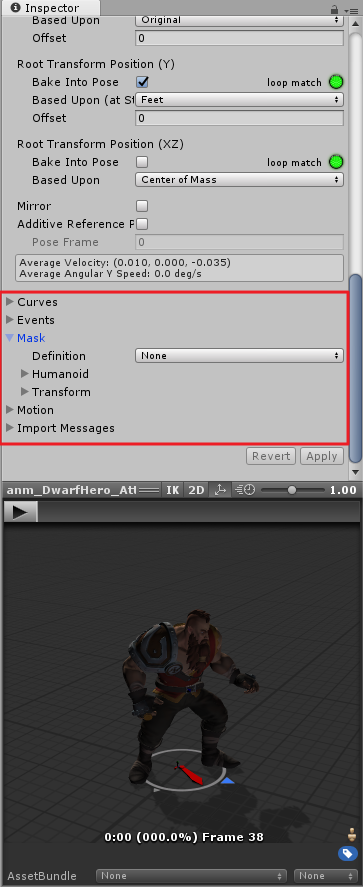 Inspector
Based Upon Original
Offset 0
Root Transform Position (Y)
Bake Into Pose loop match
Based Upon (at St Feet
Offset 0
Root Transform Position (XZ)
Bake Into Pose loop match
Based Upon Center of Mass
Mirror
Additive Reference P
Pose Frame 0
Average Velocity: (0.010, 0.000, -0.035)
Average Angular Y Speed: 0.0 deg/s
Curves
Events
Mask
Definition None
Humanoid
Transform
Motion
Import Messages
Revert Apply
anm_DwarfHero_Att IK 2D 1.00
0:00 (000.0%) Frame 38
AssetBundle None None